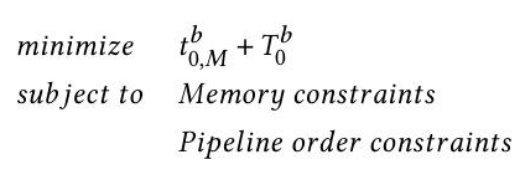 minimize t^b_{0,M} + T^b_0
subject to Memory constraints
Pipeline order constraints